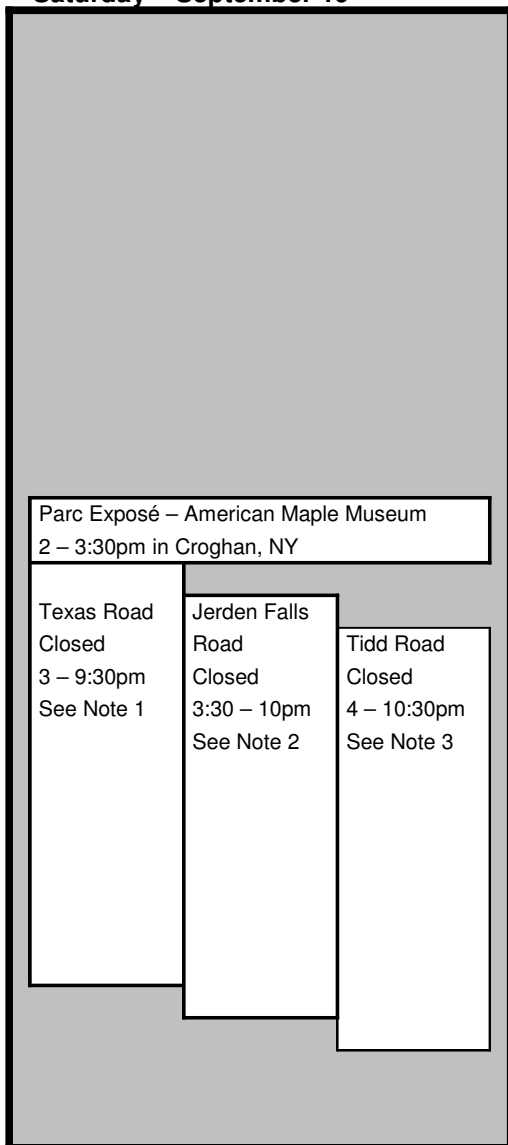 Saturday – September 15
Parc Exposé – American Maple Museum
2 – 3:30pm in Croghan, NY
Texas Road
Closed
3 – 9:30pm
See Note 1
Jerden Falls
Road
Closed
3:30 – 10pm
See Note 2
Tidd Road
Closed
4 – 10:30pm
See Note 3